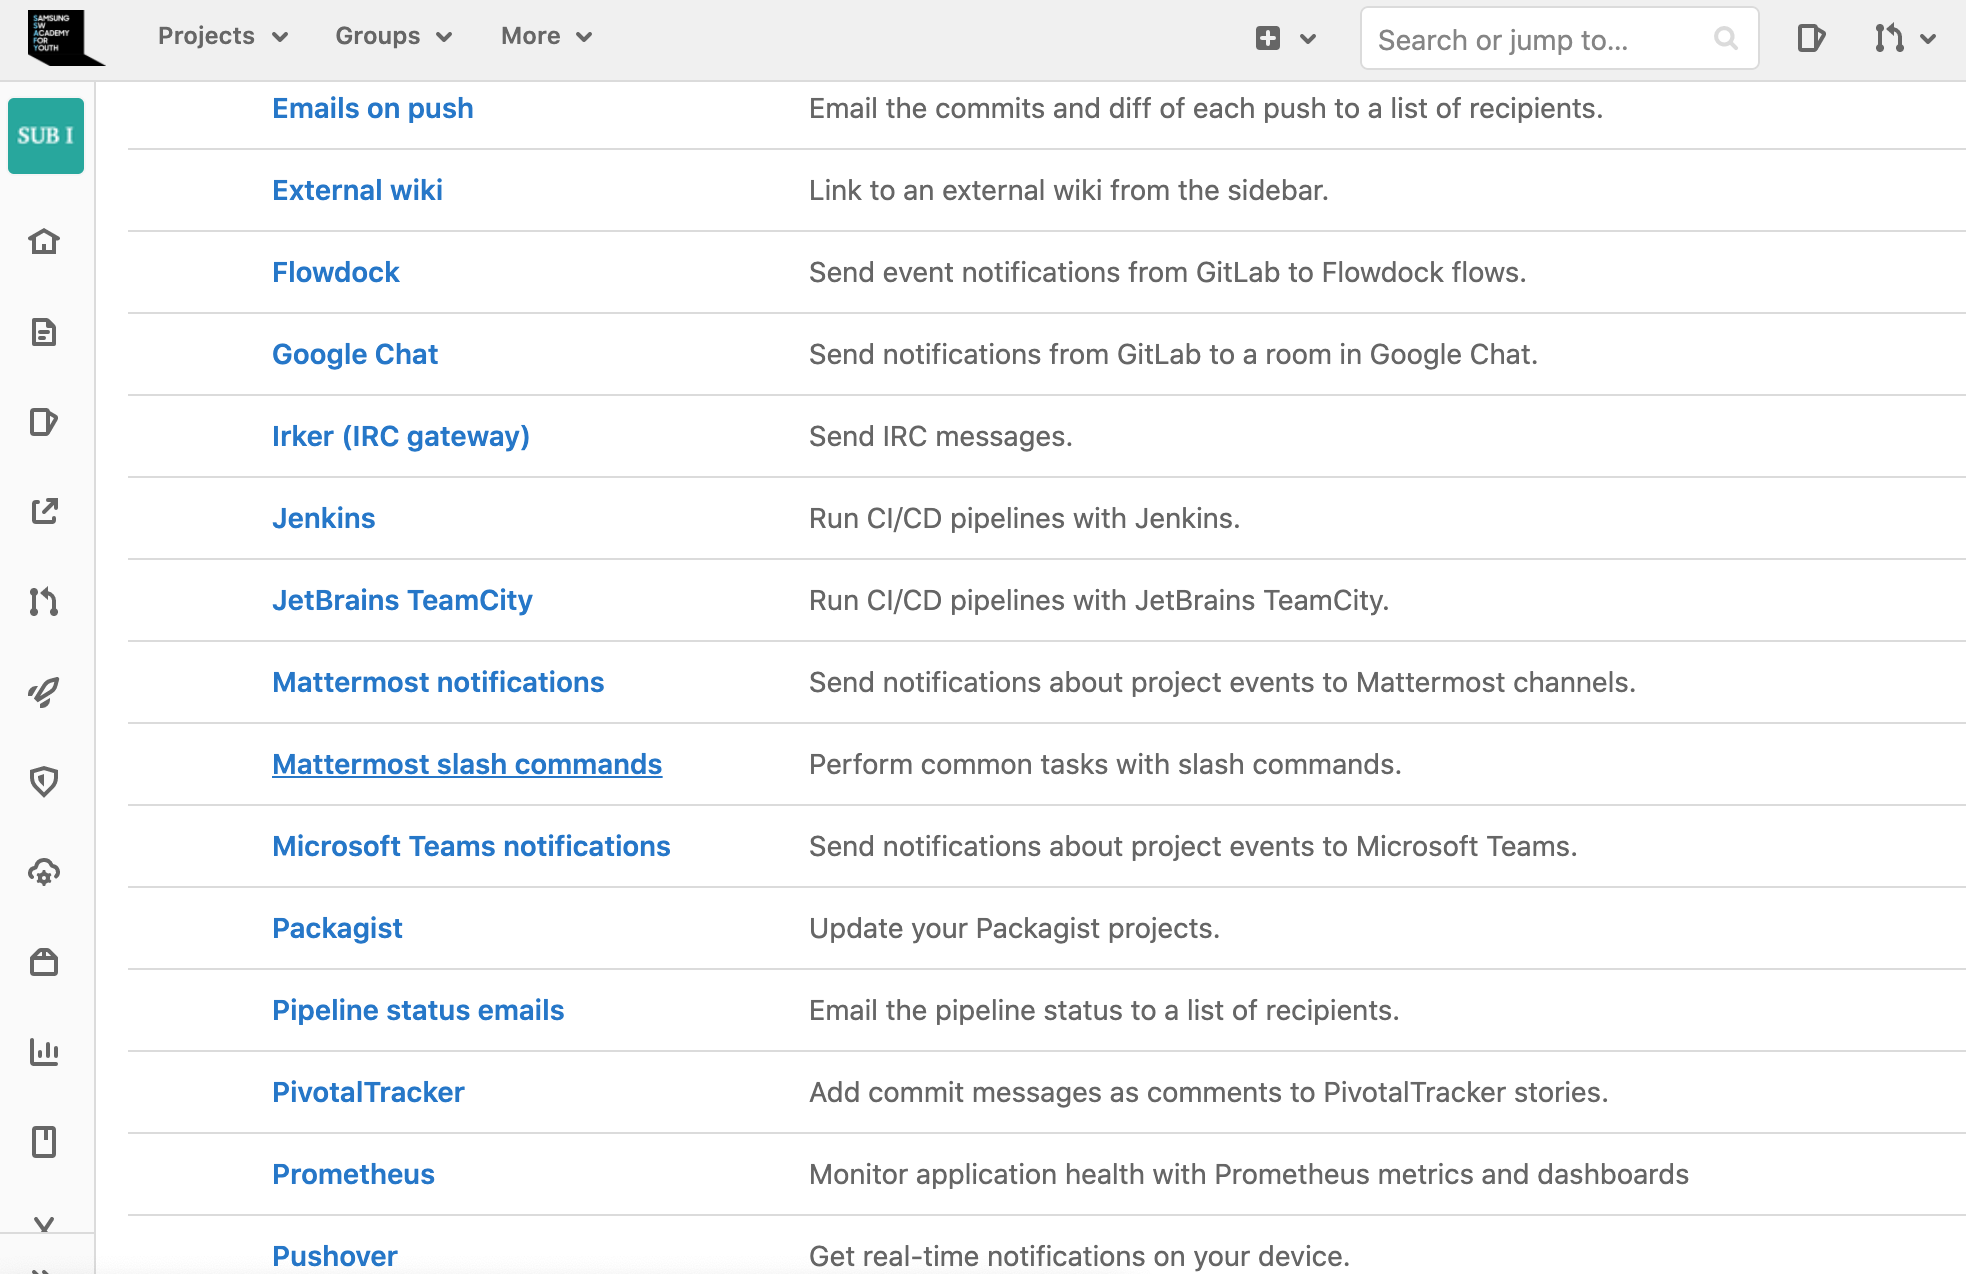 SAMSUNG
SW
ACADEMY
FOR
YOUTH
Projects
Groups
More
Search or jump to...
SUB I
Emails on push
Email the commits and diff of each push to a list of recipients.
External wiki
Link to an external wiki from the sidebar.
Flowdock
Send event notifications from GitLab to Flowdock flows.
Google Chat
Send notifications from GitLab to a room in Google Chat.
Irker (IRC gateway)
Send IRC messages.
Jenkins
Run CI/CD pipelines with Jenkins.
JetBrains TeamCity
Run CI/CD pipelines with JetBrains TeamCity.
Mattermost notifications
Send notifications about project events to Mattermost channels.
Mattermost slash commands
Perform common tasks with slash commands.
Microsoft Teams notifications
Send notifications about project events to Microsoft Teams.
Packagist
Update your Packagist projects.
Pipeline status emails
Email the pipeline status to a list of recipients.
PivotalTracker
Add commit messages as comments to PivotalTracker stories.
Prometheus
Monitor application health with Prometheus metrics and dashboards
Pushover
Get real-time notifications on your device.